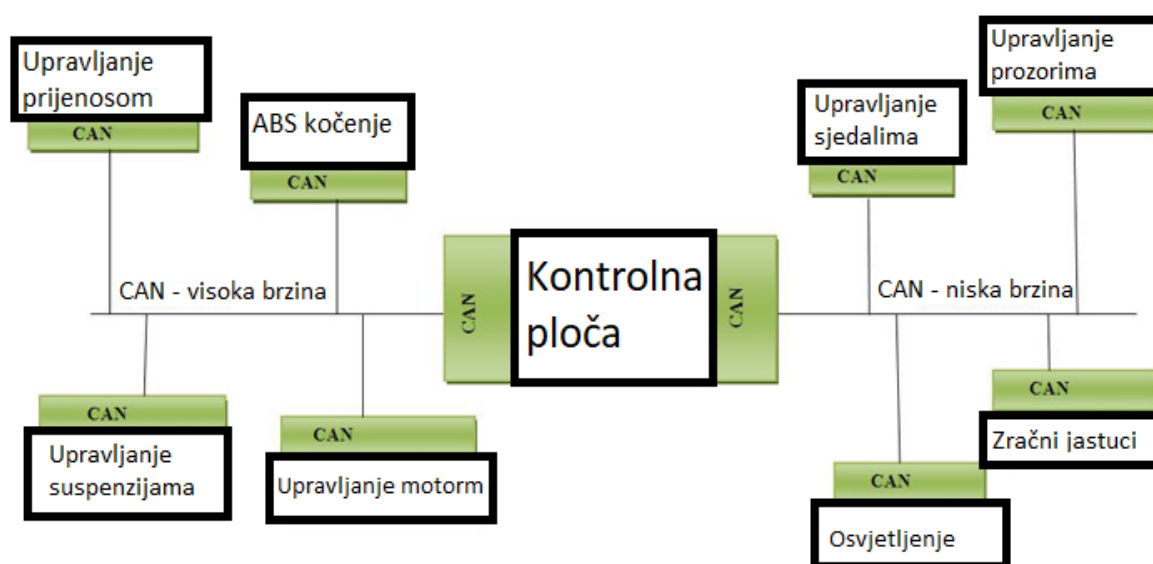 Upravljanje
prijenosom
CAN
ABS kočenje
CAN
CAN - visoka brzina
CAN
Upravljanje
suspenzijama
CAN
Upravljanje motorm
CAN
Kontrolna
ploča
CAN
Upravljanje
sjedalima
CAN
Upravljanje
prozorima
CAN
CAN - niska brzina
CAN
Osvjetljenje
CAN
Zračni jastuci